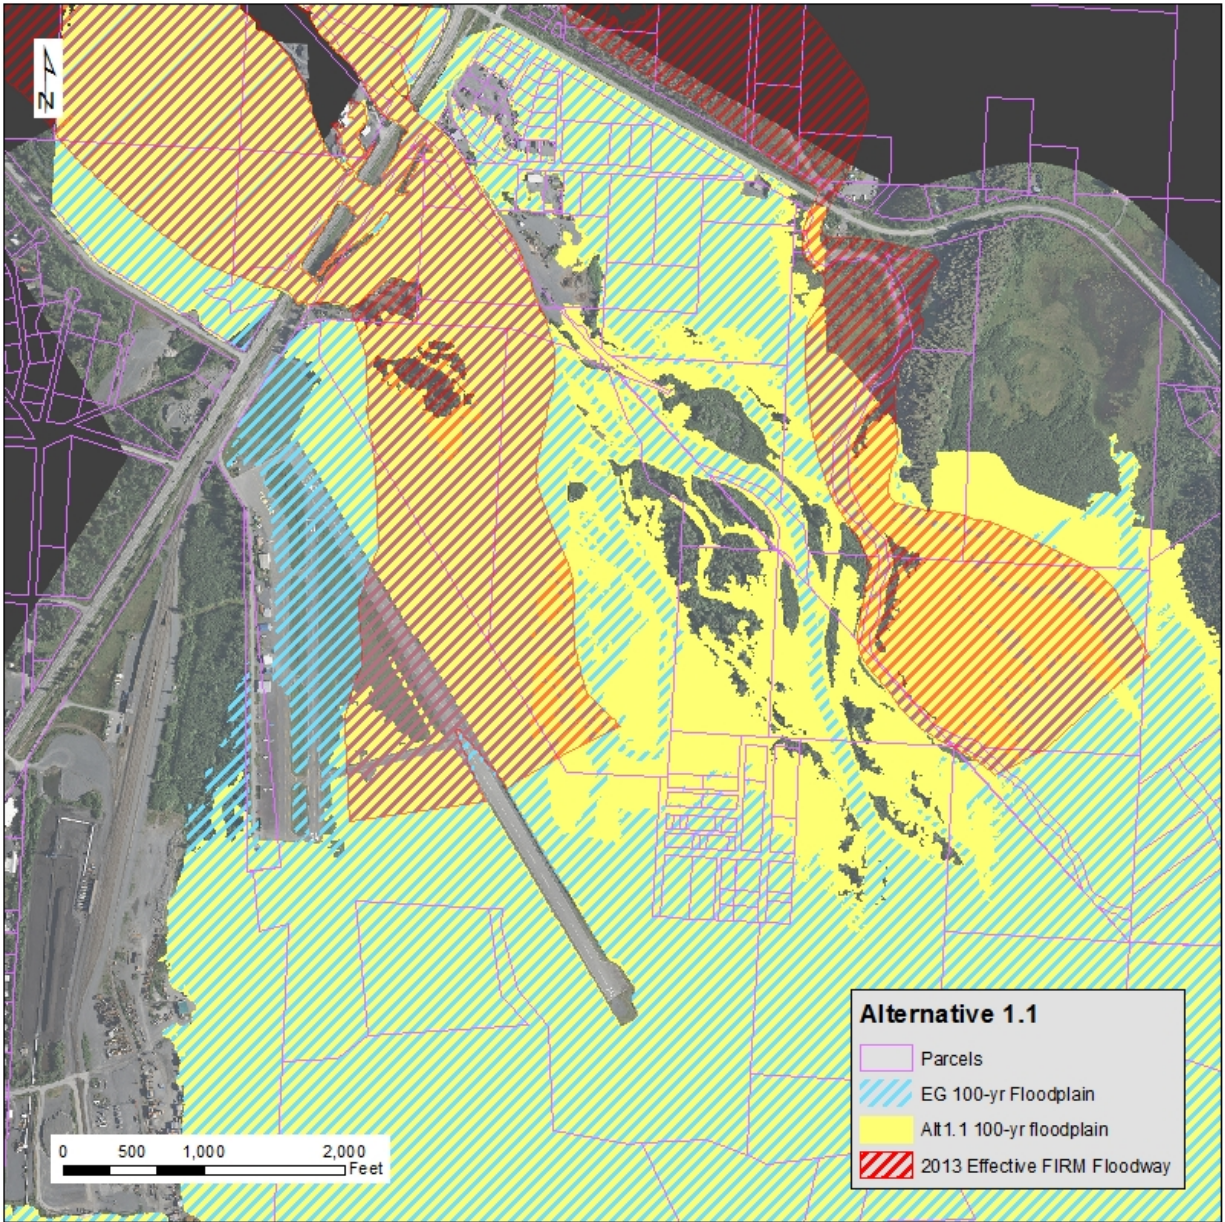 N
Alternative 1.1
Parcels
EG 100-yr Floodplain
Alt1.1 100-yr floodplain
2013 Effective FIRM Floodway
0 500 1,000 2,000
Feet